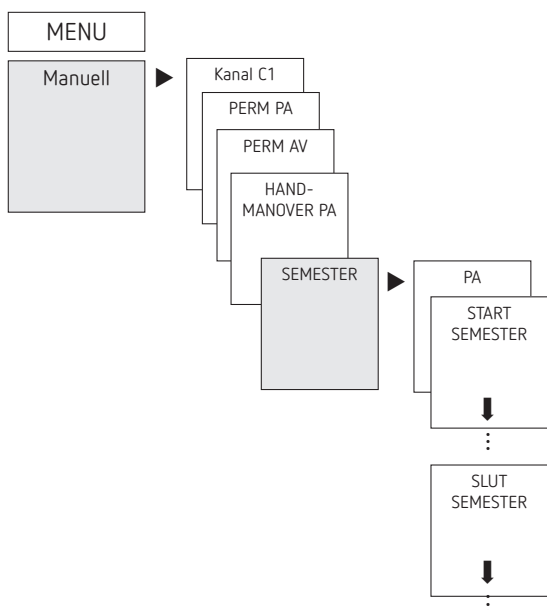 MENU
Manuell
Kanal C1
PERM PA
PERM AV
HAND-
MANOVER PA
SEMESTER
PA
START
SEMESTER
SLUT
SEMESTER